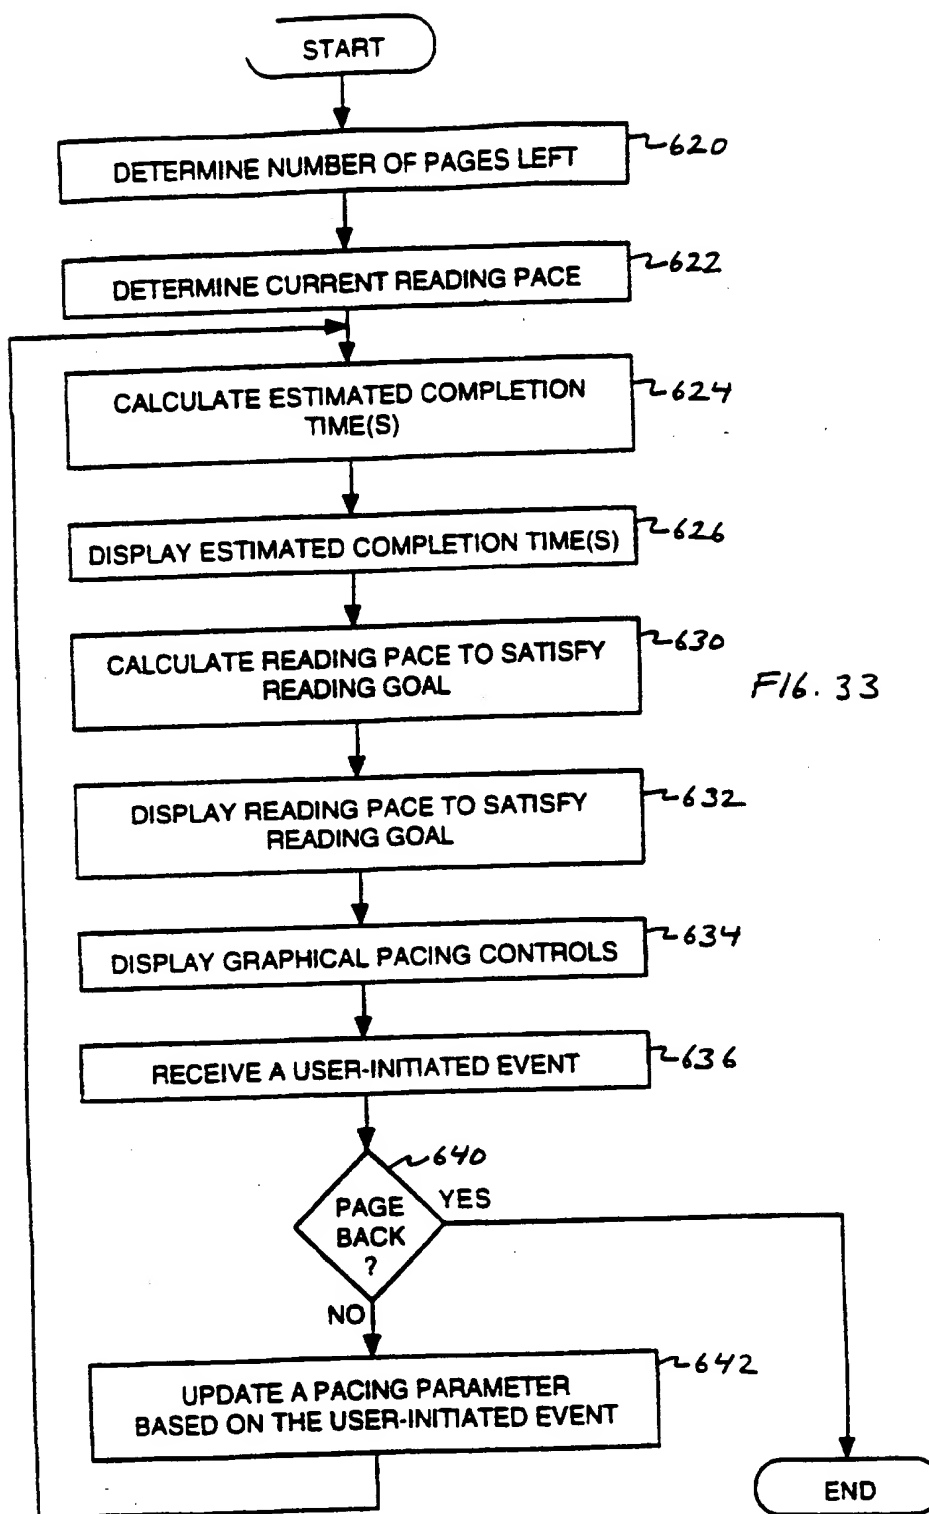 START
DETERMINE NUMBER OF PAGES LEFT
620
DETERMINE CURRENT READING PACE
622
CALCULATE ESTIMATED COMPLETION
TIME(S)
624
DISPLAY ESTIMATED COMPLETION TIME(S)
626
CALCULATE READING PACE TO SATISFY
READING GOAL
630
FIG. 33
DISPLAY READING PACE TO SATISFY
READING GOAL
632
DISPLAY GRAPHICAL PACING CONTROLS
634
RECEIVE A USER-INITIATED EVENT
636
640
PAGE
BACK
?
YES
NO
UPDATE A PACING PARAMETER
BASED ON THE USER-INITIATED EVENT
642
END